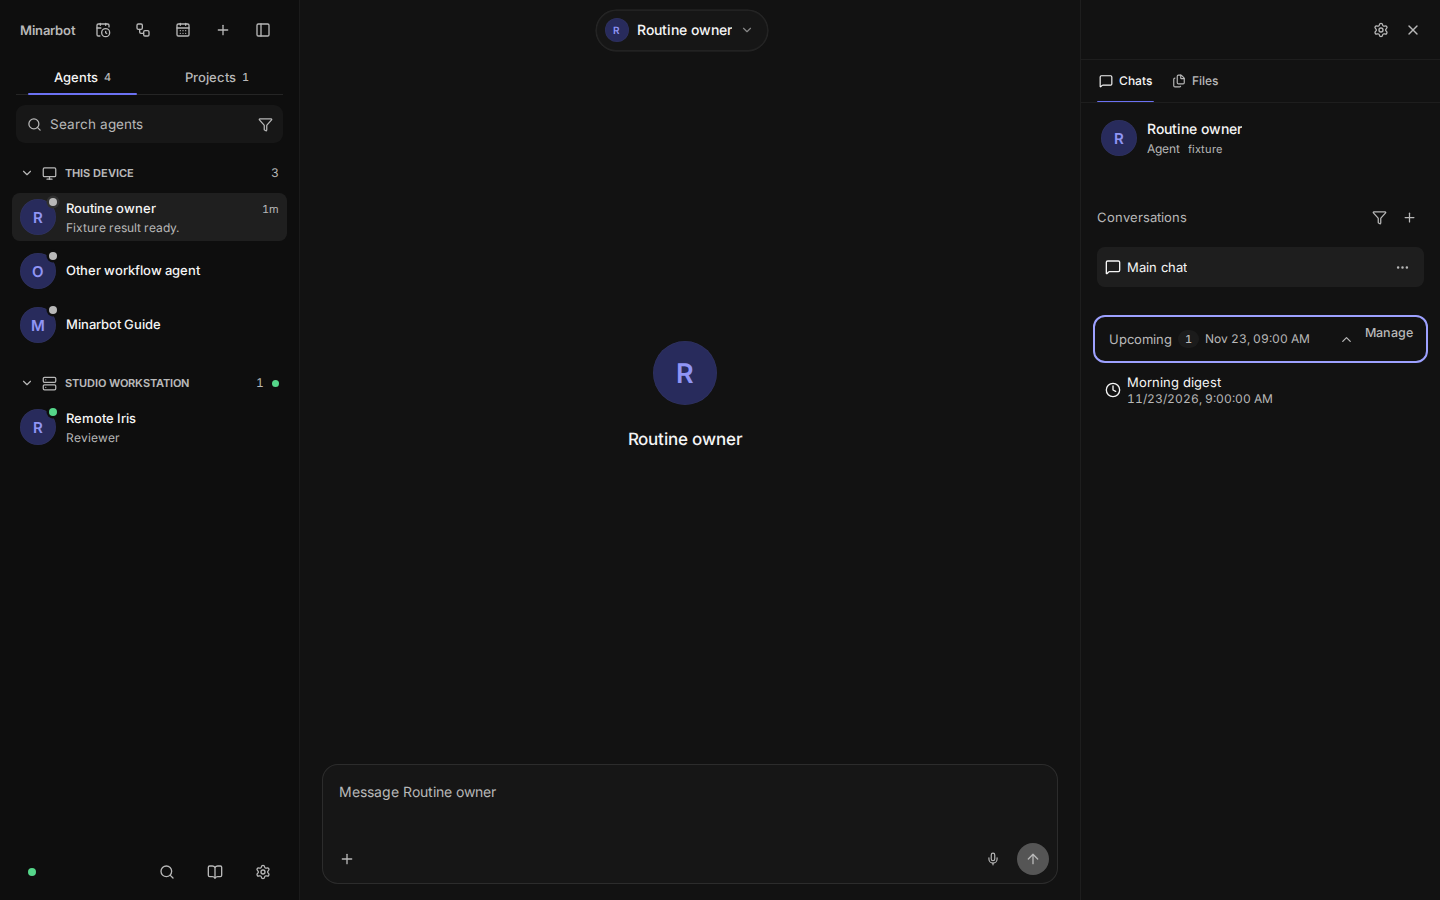 Minarbot
Agents 4
Projects 1
Search agents
THIS DEVICE 3
R
Routine owner 1m
Fixture result ready.
O
Other workflow agent
M
Minarbot Guide
STUDIO WORKSTATION 1
R
Remote Iris
Reviewer
R Routine owner
R
Routine owner
Message Routine owner
Chats
Files
R
Routine owner
Agent fixture
Conversations
Main chat
Upcoming 1 Nov 23, 09:00 AM Manage
Morning digest
11/23/2026, 9:00:00 AM